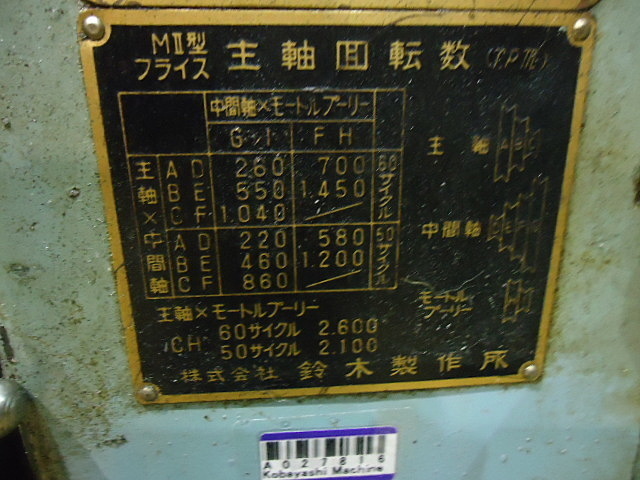 MⅡ型
フライス 主軸回転数 (r.p.m.)
中間軸×モートルプーリー
G I F H
主軸×中間軸
A D 260 700
B E 550 1.450
C F 1.040
60サイクル
A D 220 580
B E 460 1.200
C F 860
50サイクル
主軸×モートルプーリー
CH 60サイクル 2.600
50サイクル 2.100
主軸 A B C
中間軸
モートル
プーリー
株式会社 鈴木製作所
A027816
Kobayashi Machine